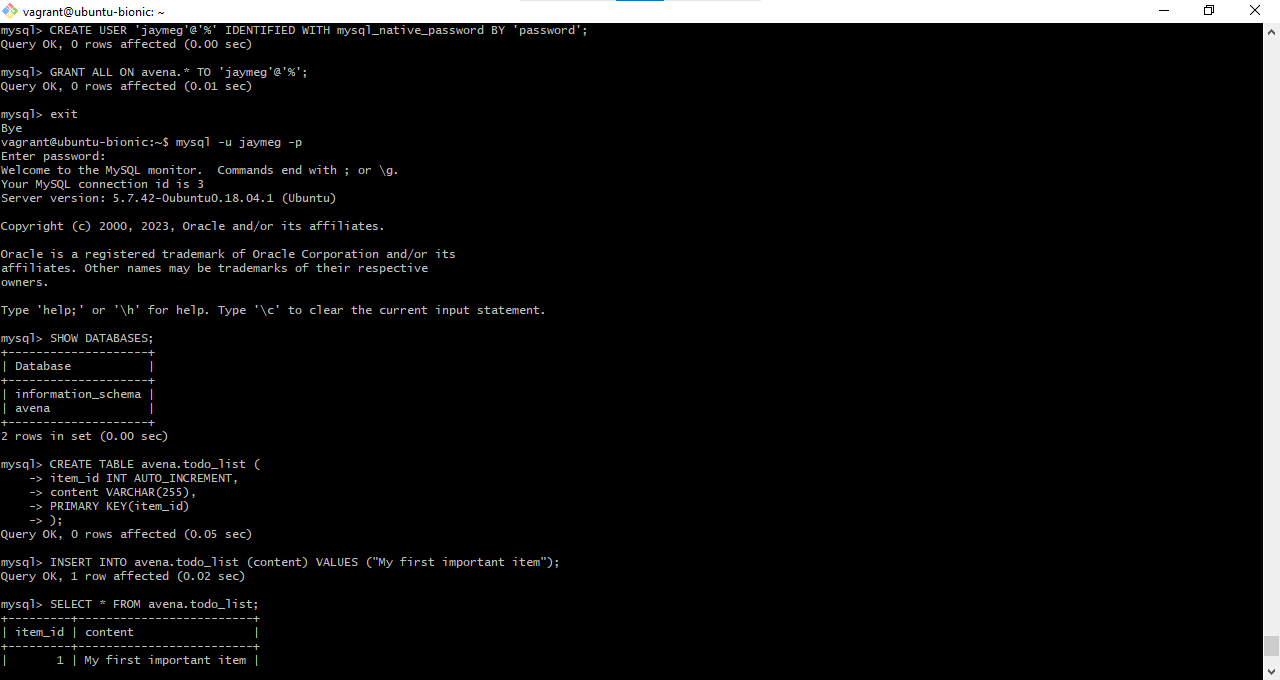 vagrant@ubuntu-bionic: ~
mysql> CREATE USER 'jaymeg'@'%' IDENTIFIED WITH mysql_native_password BY 'password';
Query OK, 0 rows affected (0.00 sec)
mysql> GRANT ALL ON avena.* TO 'jaymeg'@'%';
Query OK, 0 rows affected (0.01 sec)
mysql> exit
Bye
vagrant@ubuntu-bionic:~$ mysql -u jaymeg -p
Enter password:
Welcome to the MySQL monitor.  Commands end with ; or \g.
Your MySQL connection id is 3
Server version: 5.7.42-0ubuntu0.18.04.1 (Ubuntu)
Copyright (c) 2000, 2023, Oracle and/or its affiliates.
Oracle is a registered trademark of Oracle Corporation and/or its
affiliates. Other names may be trademarks of their respective
owners.
Type 'help;' or '\h' for help. Type '\c' to clear the current input statement.
mysql> SHOW DATABASES;
+--------------------+
| Database           |
+--------------------+
| information_schema |
| avena              |
+--------------------+
2 rows in set (0.00 sec)
mysql> CREATE TABLE avena.todo_list (
    -> item_id INT AUTO_INCREMENT,
    -> content VARCHAR(255),
    -> PRIMARY KEY(item_id)
    -> );
Query OK, 0 rows affected (0.05 sec)
mysql> INSERT INTO avena.todo_list (content) VALUES ("My first important item");
Query OK, 1 row affected (0.02 sec)
mysql> SELECT * FROM avena.todo_list;
+---------+-------------------------+
| item_id | content                 |
+---------+-------------------------+
|       1 | My first important item |